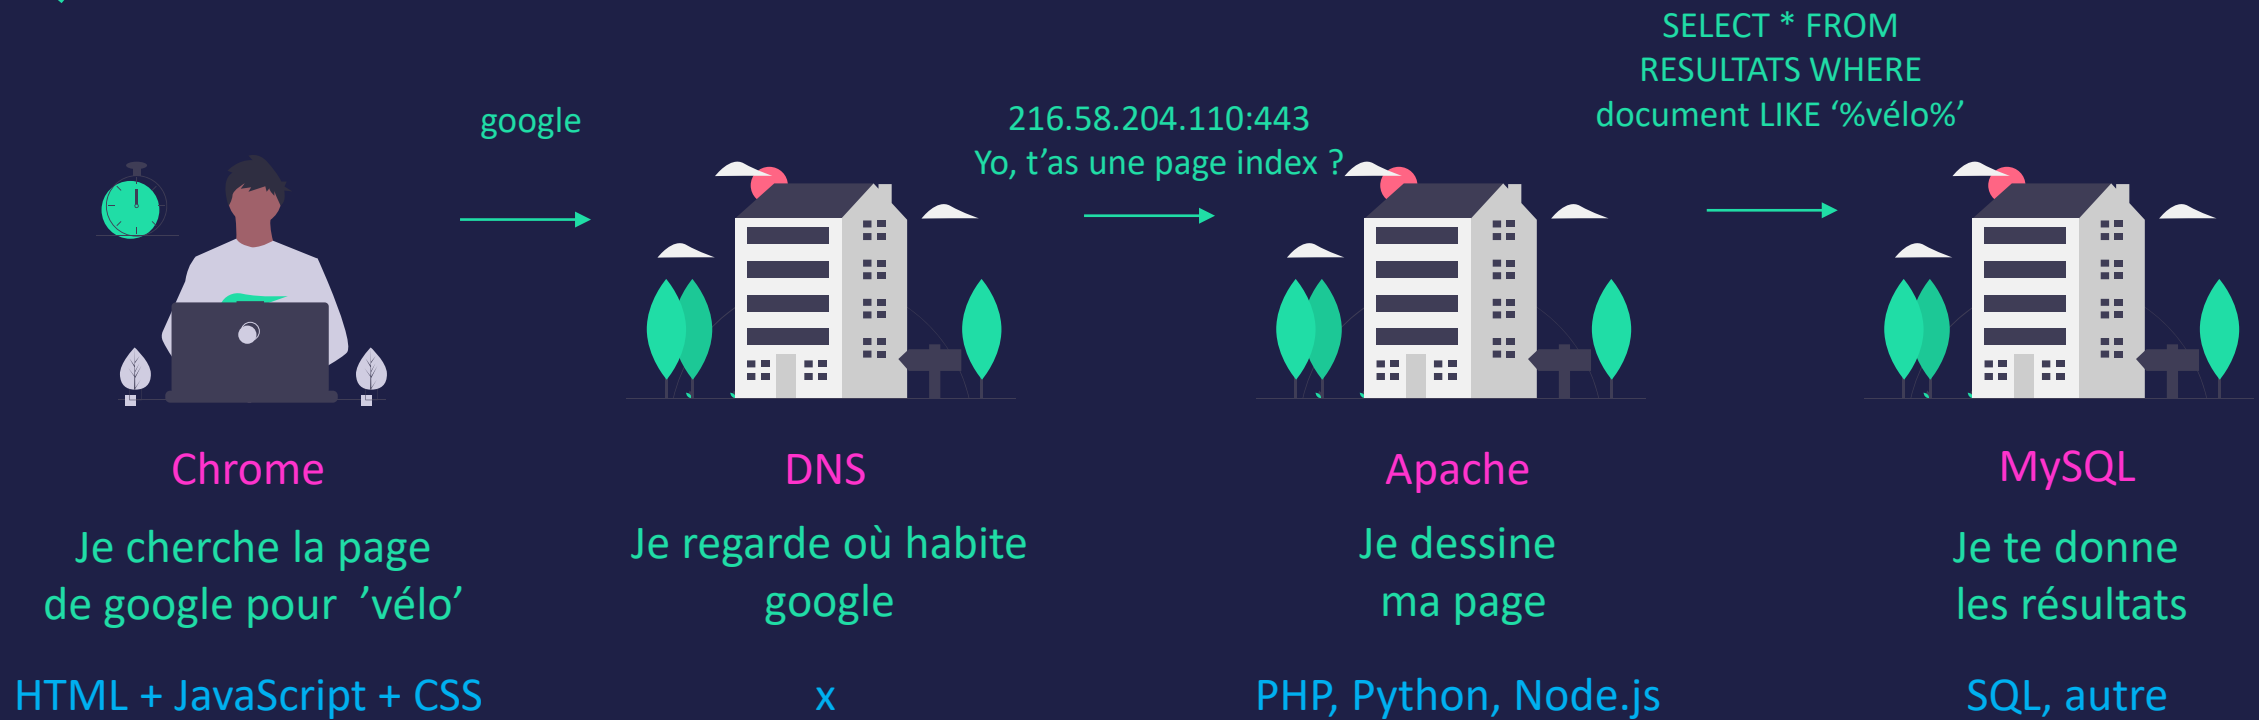 SELECT * FROM
RESULTATS WHERE
document LIKE ‘%vélo%’
google
216.58.204.110:443
Yo, t’as une page index ?
Chrome
DNS
Apache
MySQL
Je cherche la page
de google pour ’vélo’
Je regarde où habite
google
Je dessine
ma page
Je te donne
les résultats
HTML + JavaScript + CSS
x
PHP, Python, Node.js
SQL, autre